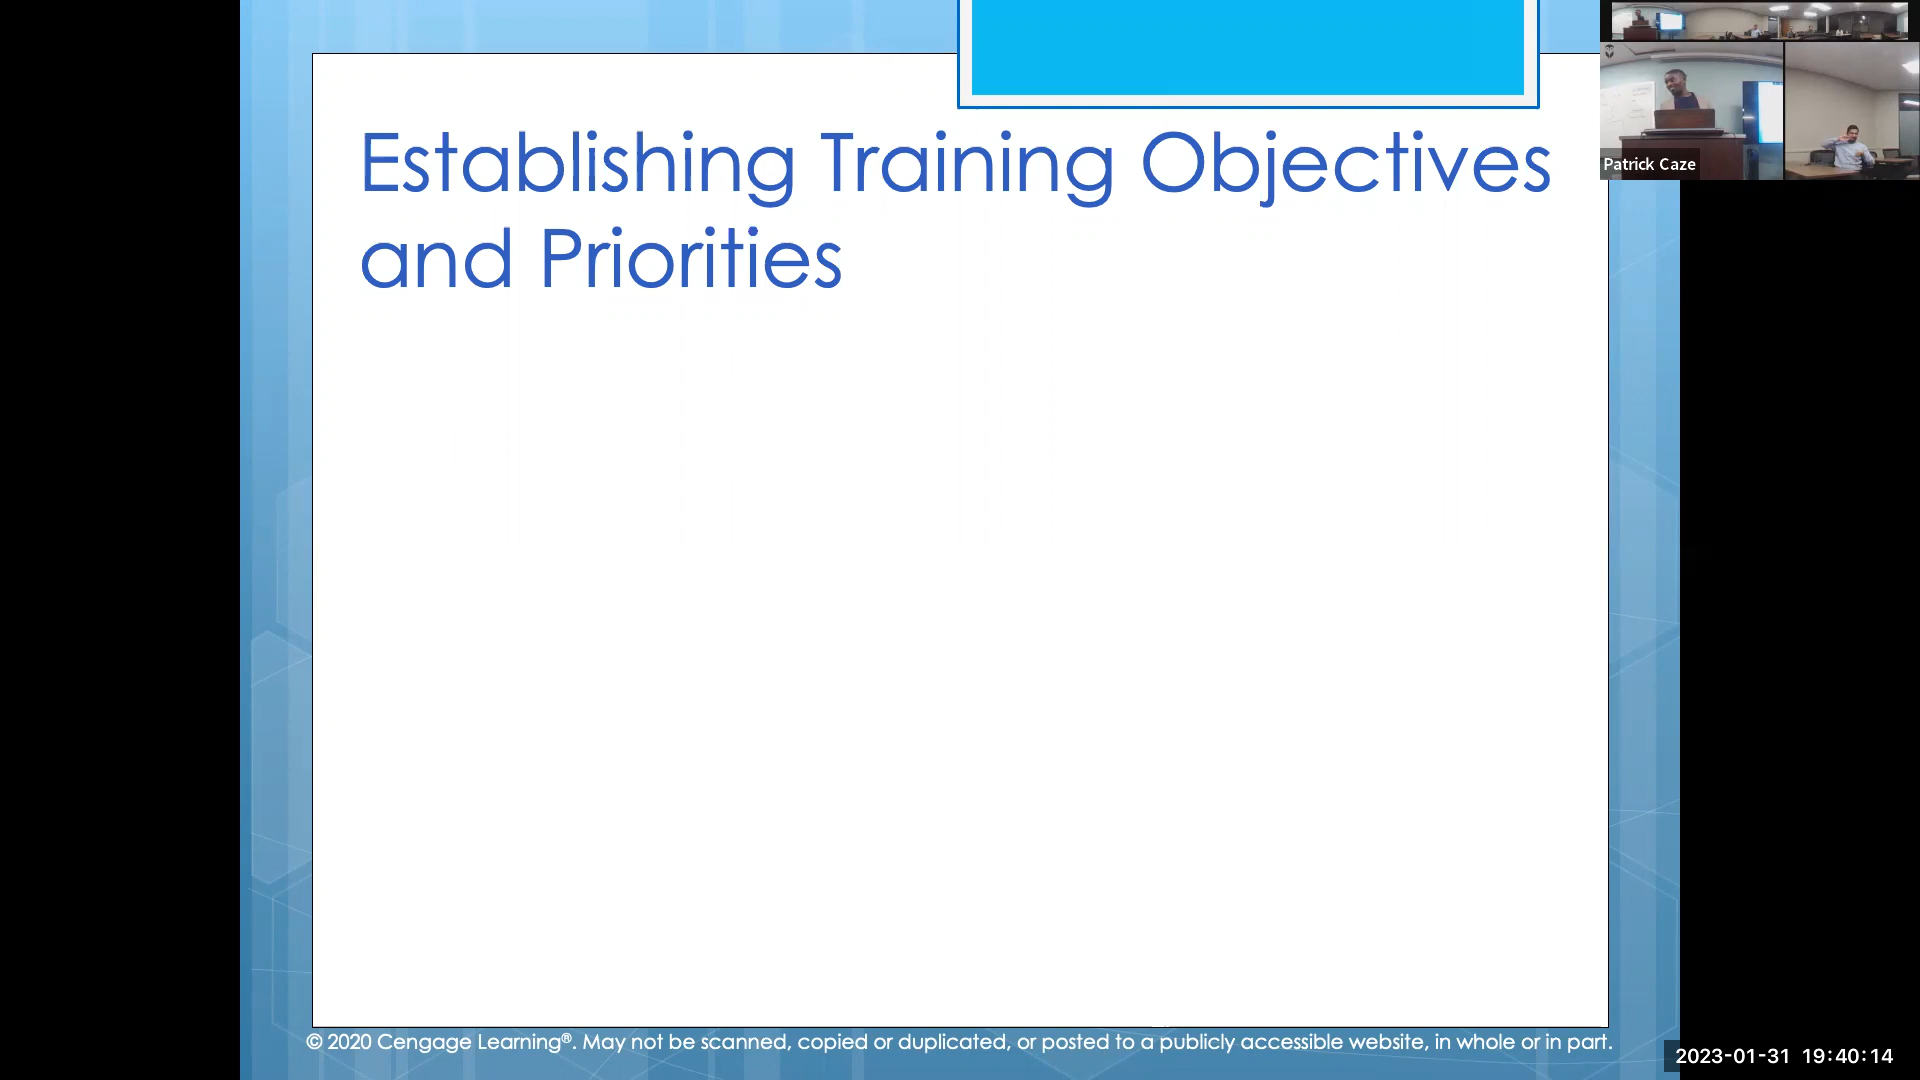 Establishing Training Objectives
and Priorities
Patrick Caze
© 2020 Cengage Learning®. May not be scanned, copied or duplicated, or posted to a publicly accessible website, in whole or in part.
2023-01-31 19:40:14